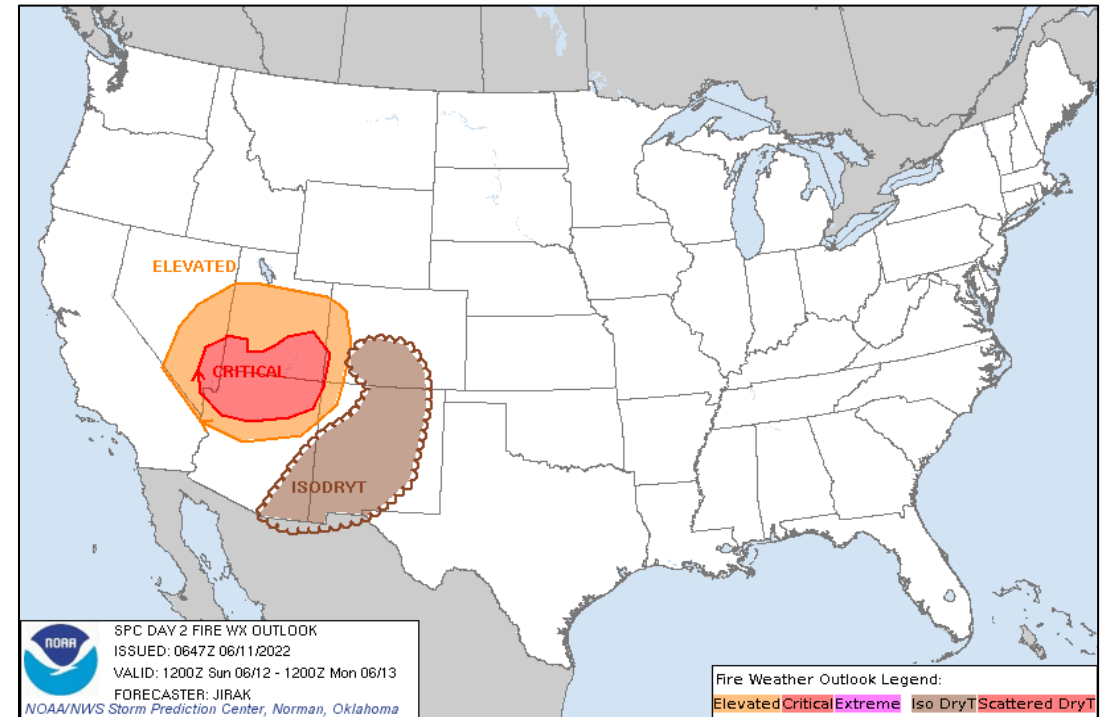 ELEVATED
CRITICAL
ISODRYT
NOAA
SPC DAY 2 FIRE WX OUTLOOK
ISSUED: 0647Z 06/11/2022
VALID: 1200Z Sun 06/12 - 1200Z Mon 06/13
FORECASTER: JIRAK
NOAA/NWS Storm Prediction Center, Norman, Oklahoma
Fire Weather Outlook Legend:
Elevated Critical Extreme Iso DryT Scattered DryT